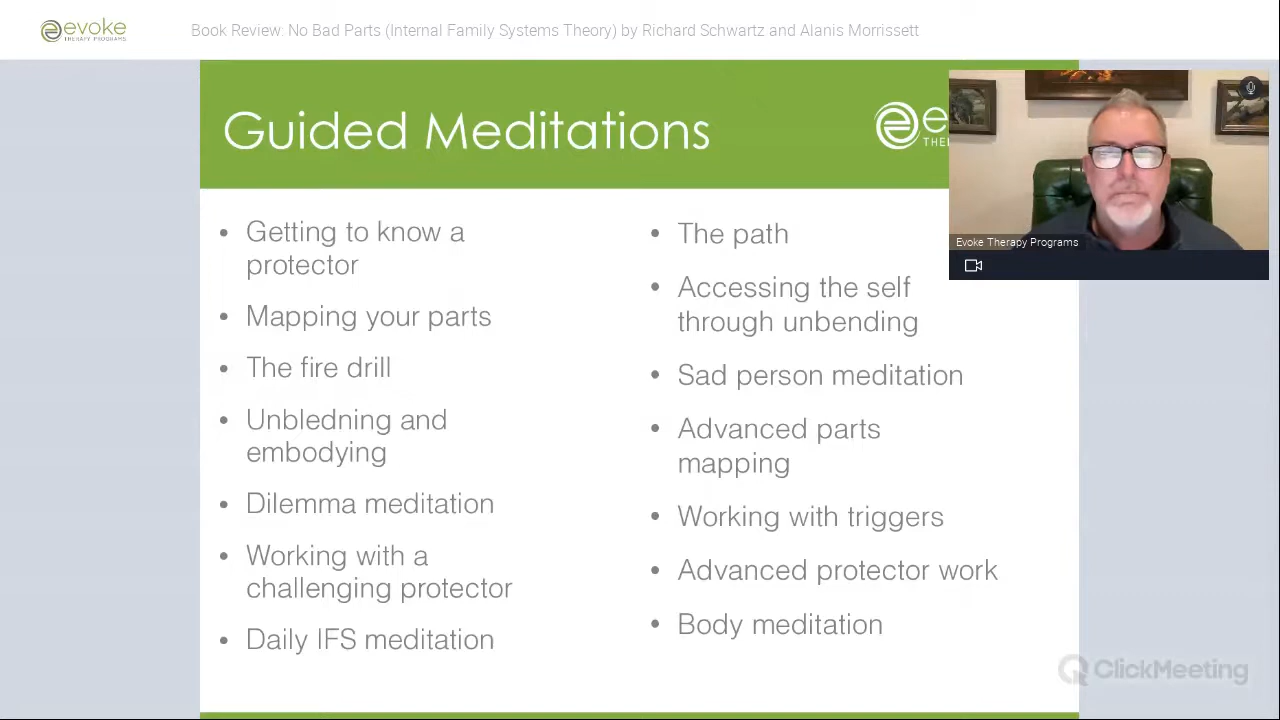 evoke
THERAPY PROGRAMS
Book Review: No Bad Parts (Internal Family Systems Theory) by Richard Schwartz and Alanis Morrissett
Guided Meditations
e
THE
Evoke Therapy Programs
• Getting to know a
protector
• Mapping your parts
• The fire drill
• Unbledning and
embodying
• Dilemma meditation
• Working with a
challenging protector
• Daily IFS meditation
• The path
• Accessing the self
through unbending
• Sad person meditation
• Advanced parts
mapping
• Working with triggers
• Advanced protector work
• Body meditation
ClickMeeting